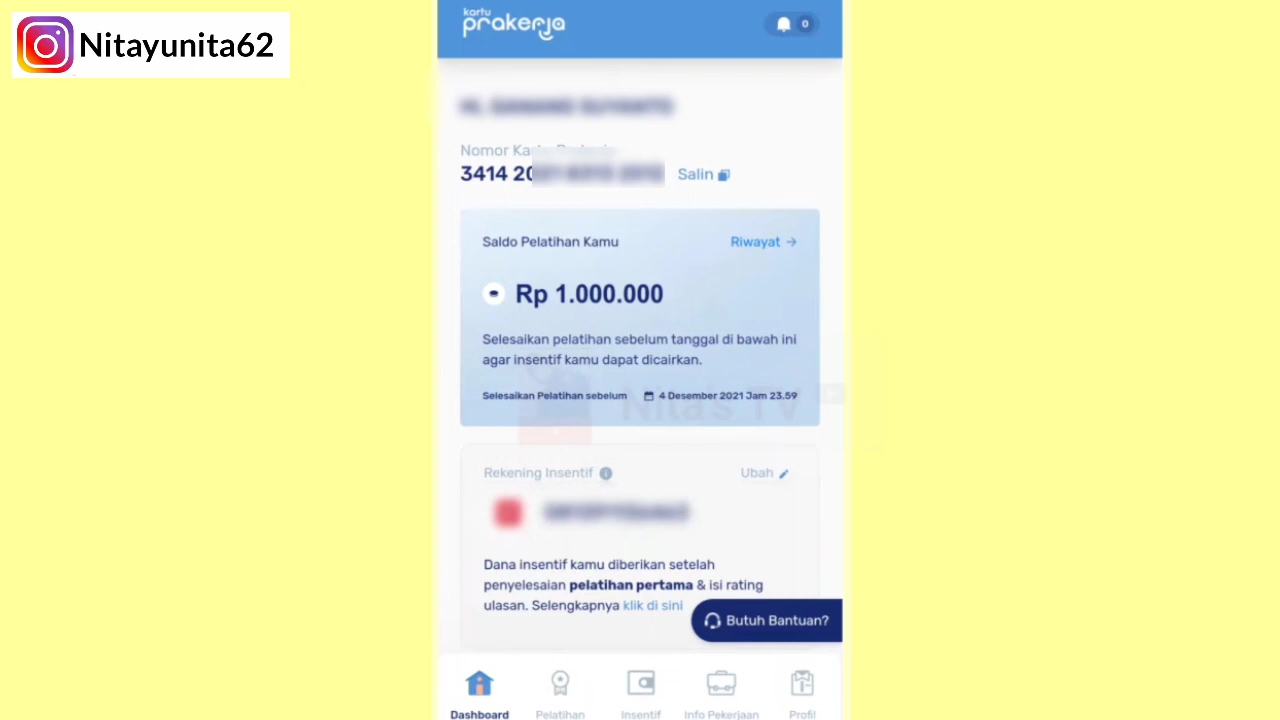 Nitayunita62
kartu
prakerja
0
Nomor
3414
Salin
Saldo Pelatihan Kamu
Riwayat →
Rp 1.000.000
Selesaikan pelatihan sebelum tanggal di bawah ini
agar insentif kamu dapat dicairkan.
Nita's TV
Selesaikan Pelatihan sebelum 4 Desember 2021 Jam 23.59
Rekening Insentif
Ubah
Dana insentif kamu diberikan setelah
penyelesaian pelatihan pertama & isi rating
ulasan. Selengkapnya klik di sini
Butuh Bantuan?
Dashboard
Pelatihan
Insentif
Info Pekerjaan
Profil